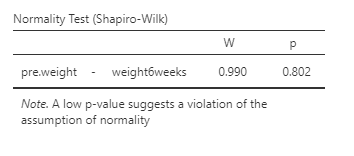 Normality Test (Shapiro-Wilk)
W p
pre.weight - weight6weeks 0.990 0.802
Note. A low p-value suggests a violation of the
assumption of normality